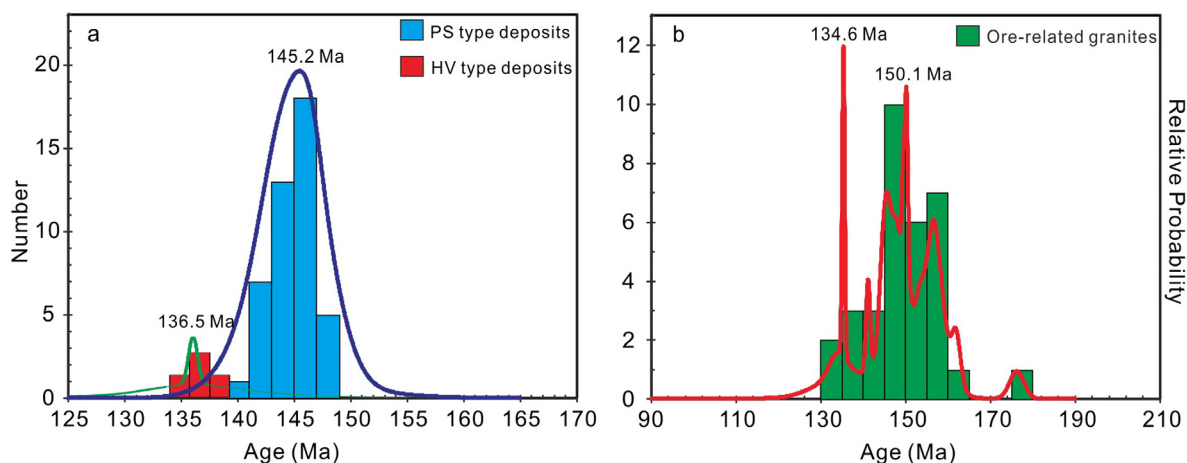 a
PS type deposits
HV type deposits
145.2 Ma
136.5 Ma
20
15
10
5
0
Number
125 130 135 140 145 150 155 160 165 170
Age (Ma)
b
Ore-related granites
134.6 Ma
150.1 Ma
12
10
8
6
4
2
0
90 110 130 150 170 190 210
Age (Ma)
Relative Probability